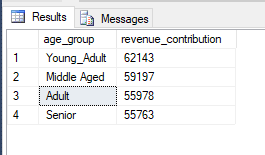 Results Messages
age_group revenue_contribution
1 Young_Adult 62143
2 Middle Aged 59197
3 Adult 55978
4 Senior 55763